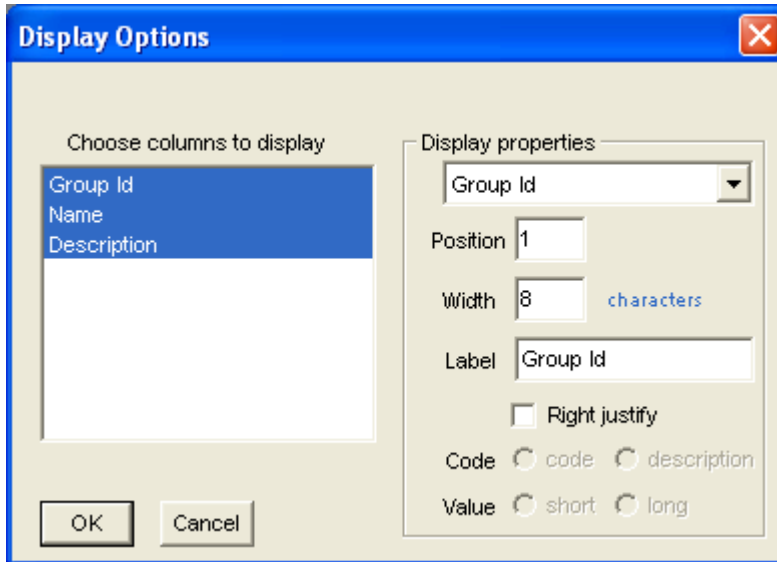 Display Options
Choose columns to display
Group Id
Name
Description
OK
Cancel
Display properties
Group Id
Position 1
Width 8 characters
Label Group Id
Right justify
Code code description
Value short long